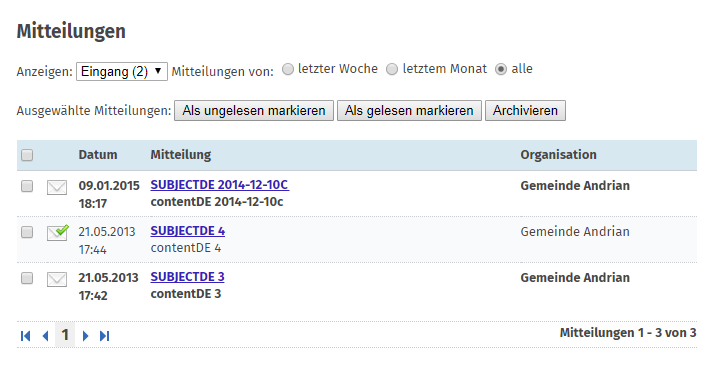 Mitteilungen
Anzeigen: Eingang (2) Mitteilungen von: letzter Woche letztem Monat alle
Ausgewählte Mitteilungen: Als ungelesen markieren Als gelesen markieren Archivieren
Datum Mitteilung Organisation
09.01.2015 SUBJECTDE 2014-12-10C Gemeinde Andrian
18:17 contentDE 2014-12-10c
21.05.2013 SUBJECTDE 4 Gemeinde Andrian
17:44 contentDE 4
21.05.2013 SUBJECTDE 3 Gemeinde Andrian
17:42 contentDE 3
1 Mitteilungen 1 - 3 von 3